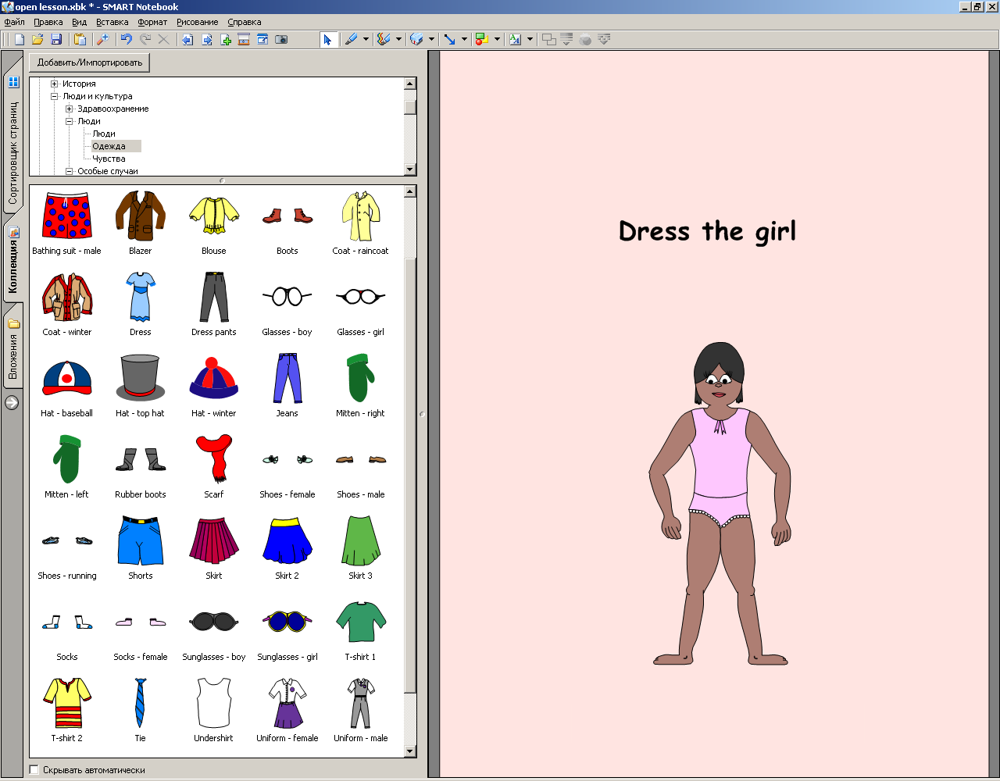 open lesson.xbk * - SMART Notebook
Файл Правка Вид Вставка Формат Рисование Справка
Добавить/Импортировать
История
Люди и культура
Здравоохранение
Люди
Люди
Одежда
Чувства
Особые случаи
Сортировщик страниц
Коллекция
Вложения
Bathing suit - male Blazer Blouse Boots Coat - raincoat
Coat - winter Dress Dress pants Glasses - boy Glasses - girl
Hat - baseball Hat - top hat Hat - winter Jeans Mitten - right
Mitten - left Rubber boots Scarf Shoes - female Shoes - male
Shoes - running Shorts Skirt Skirt 2 Skirt 3
Socks Socks - female Sunglasses - boy Sunglasses - girl T-shirt 1
T-shirt 2 Tie Undershirt Uniform - female Uniform - male
Скрывать автоматически
Dress the girl